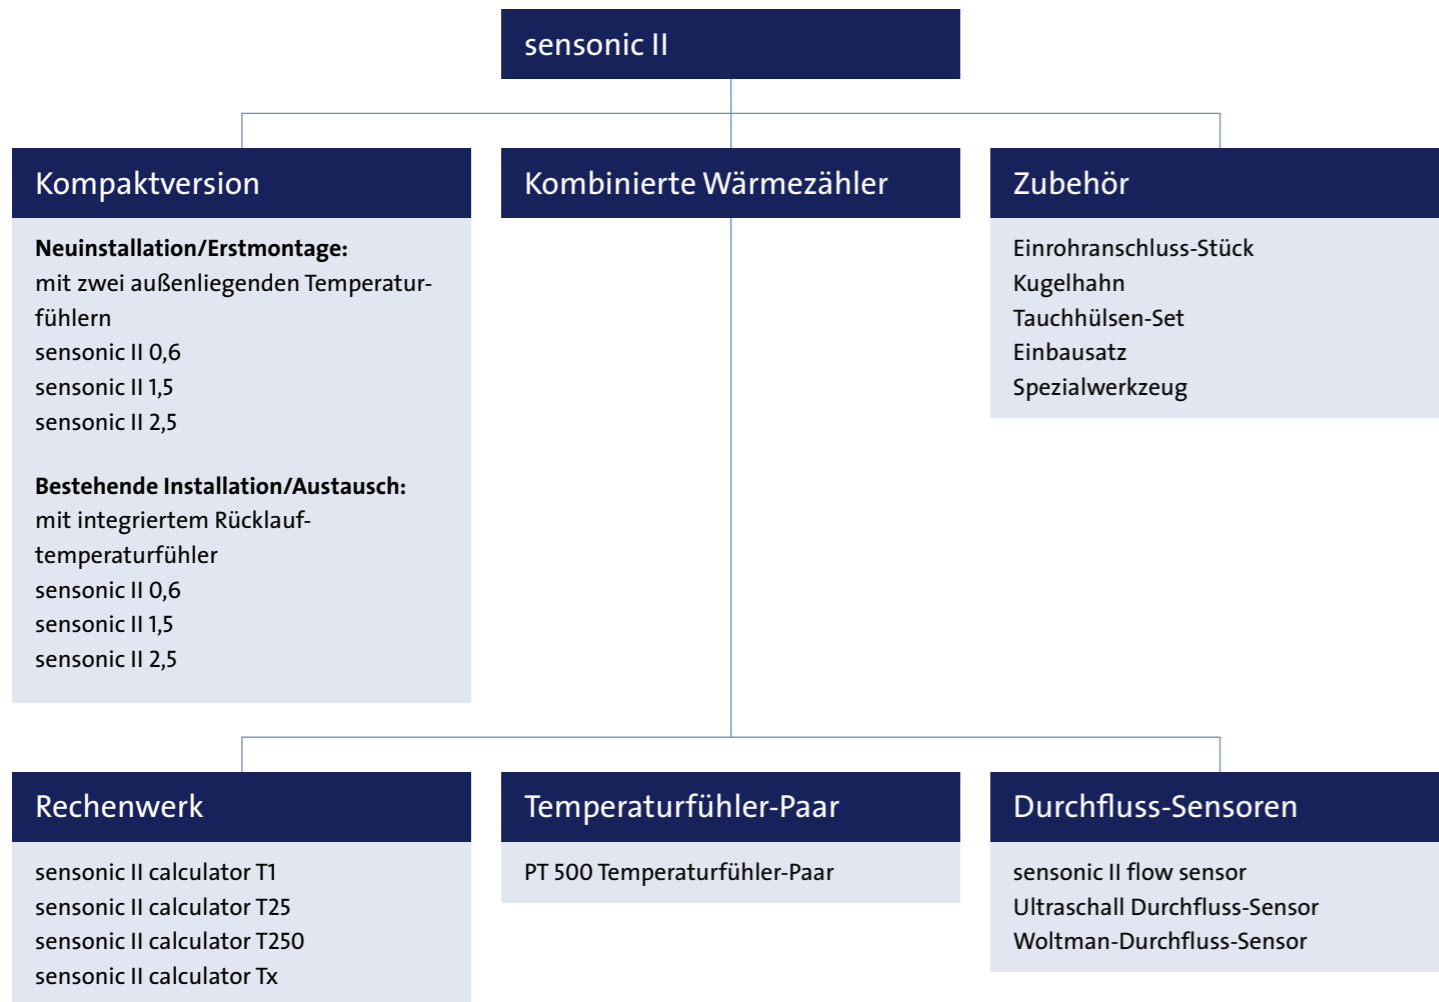 sensonic II
Kompaktversion
Neuinstallation/Erstmontage:
mit zwei außenliegenden Temperatur-
fühlern
sensonic II 0,6
sensonic II 1,5
sensonic II 2,5
Bestehende Installation/Austausch:
mit integriertem Rücklauf-
temperaturfühler
sensonic II 0,6
sensonic II 1,5
sensonic II 2,5
Kombinierte Wärmezähler
Zubehör
Einrohranschluss-Stück
Kugelhahn
Tauchhülsen-Set
Einbausatz
Spezialwerkzeug
Rechenwerk
sensonic II calculator T1
sensonic II calculator T25
sensonic II calculator T250
sensonic II calculator Tx
Temperaturfühler-Paar
PT 500 Temperaturfühler-Paar
Durchfluss-Sensoren
sensonic II flow sensor
Ultraschall Durchfluss-Sensor
Woltman-Durchfluss-Sensor